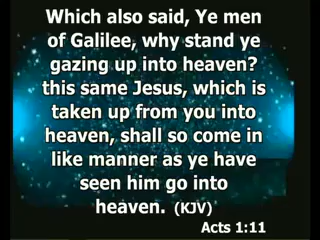 Which also said, Ye men
of Galilee, why stand ye
gazing up into heaven?
this same Jesus, which is
taken up from you into
heaven, shall so come in
like manner as ye have
seen him go into
heaven. (KJV)
Acts 1:11